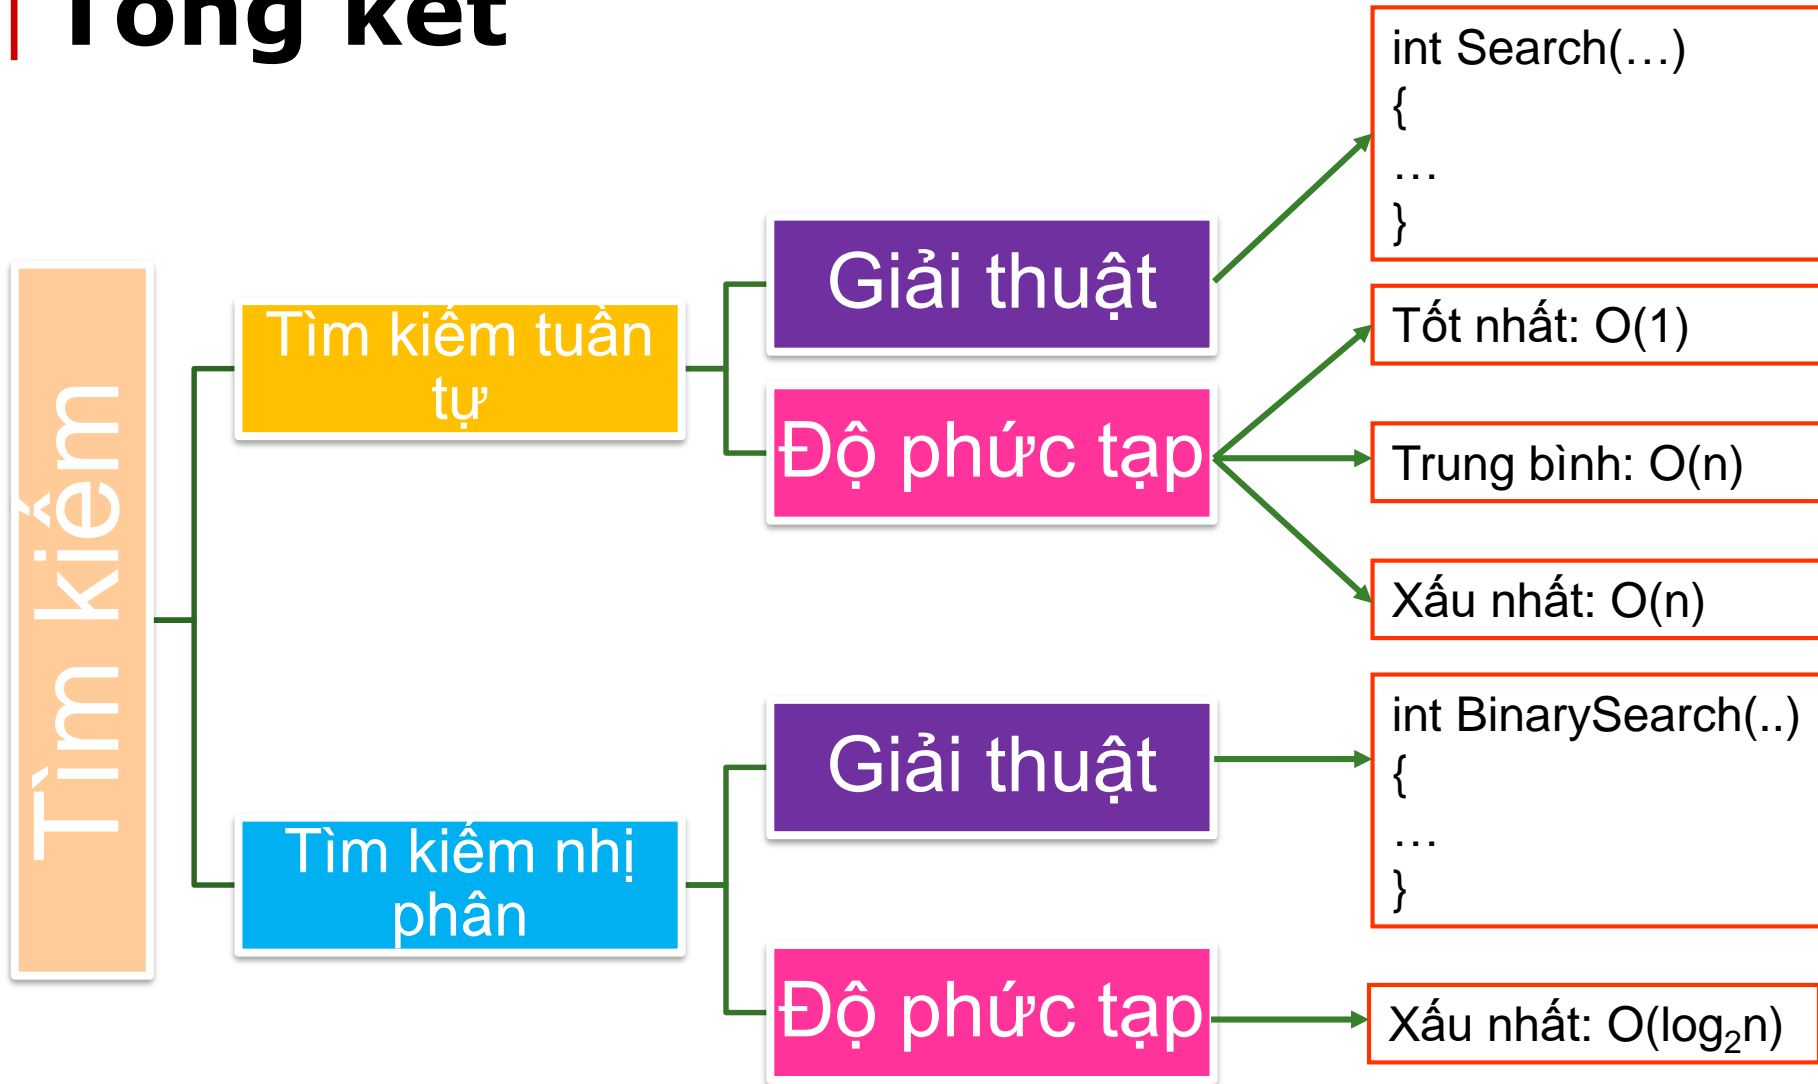 Tổng kết
Tìm kiếm
Tìm kiếm tuần
tự
Giải thuật
int Search(…)
{
…
}
Độ phức tạp
Tốt nhất: O(1)
Trung bình: O(n)
Xấu nhất: O(n)
Tìm kiếm nhị
phân
Giải thuật
int BinarySearch(..)
{
…
}
Độ phức tạp
Xấu nhất: O(log₂n)